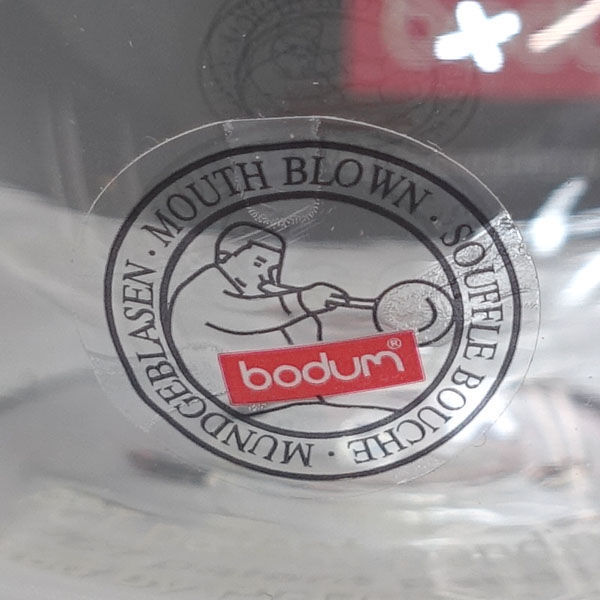 MOUTH BLOWN · SOUFFLE BOUCHE · MUNDGEBLASEN ·
bodum®